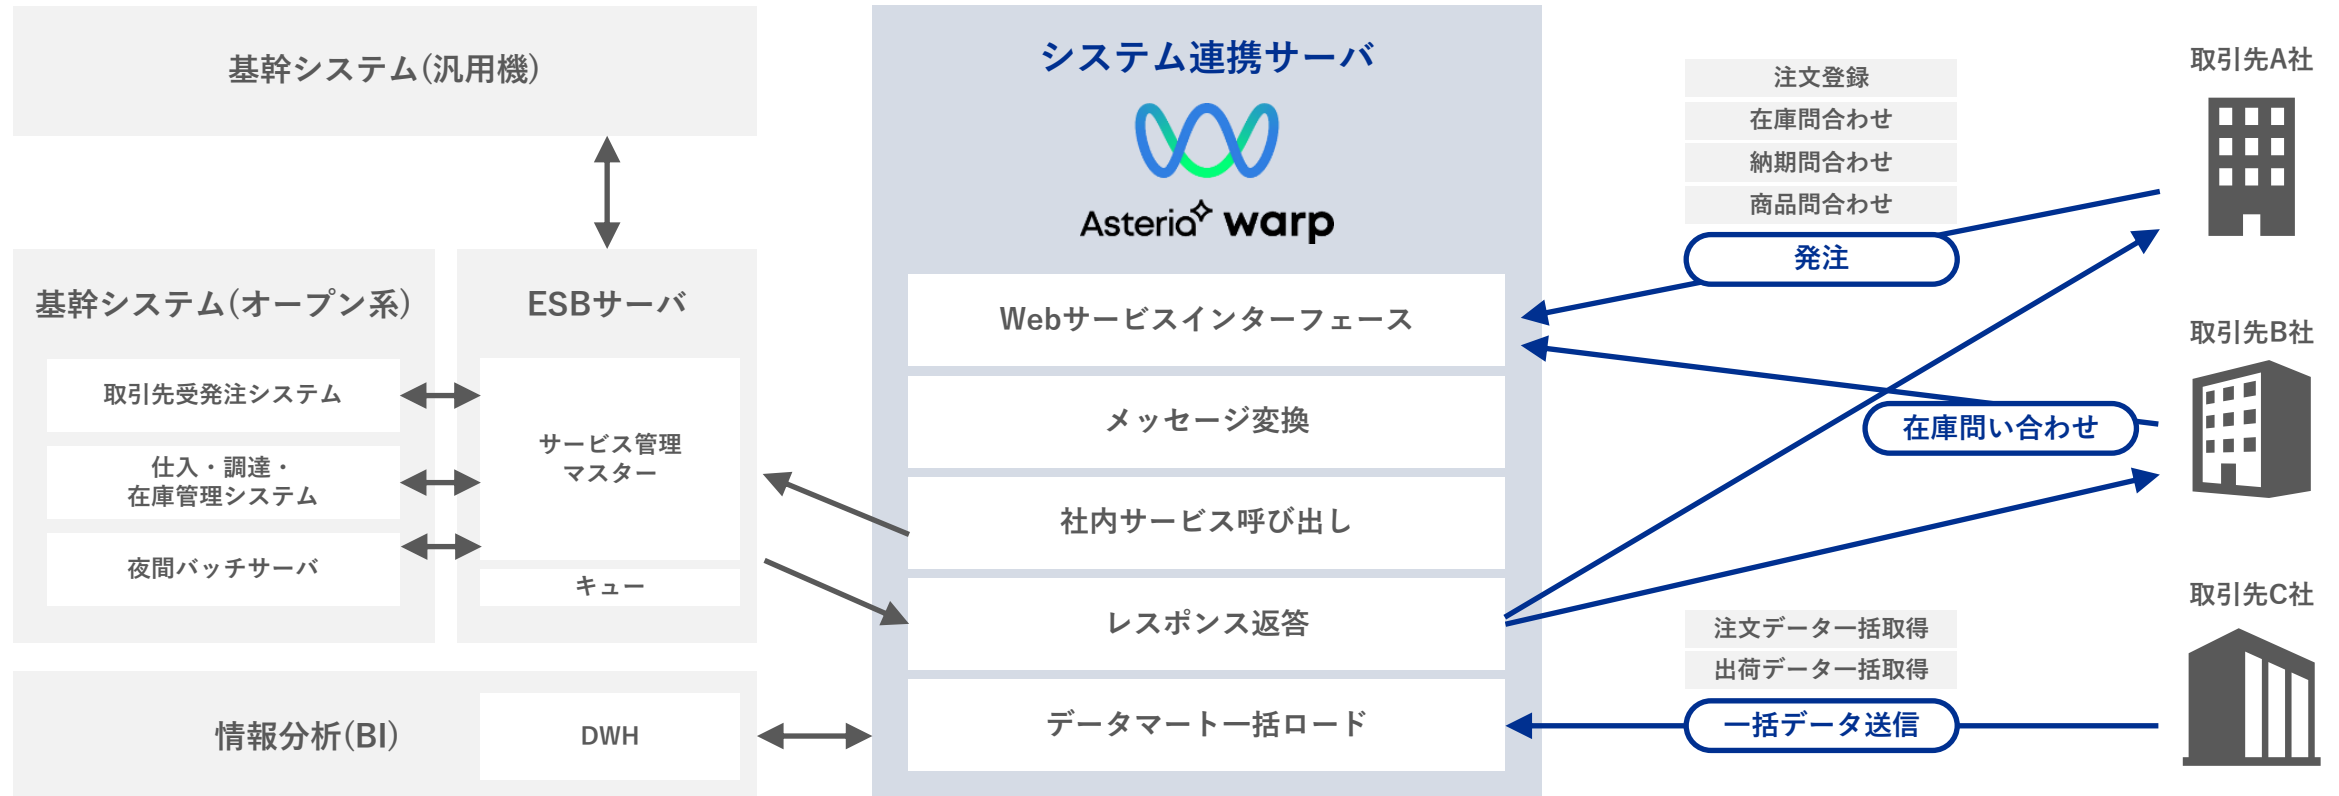 基幹システム(汎用機)
基幹システム(オープン系)
取引先受発注システム
仕入・調達・
在庫管理システム
夜間バッチサーバ
ESBサーバ
サービス管理
マスター
キュー
情報分析(BI)
DWH
システム連携サーバ
Asteria warp
Webサービスインターフェース
メッセージ変換
社内サービス呼び出し
レスポンス返答
データマート一括ロード
注文登録
在庫問合わせ
納期問合わせ
商品問合わせ
発注
在庫問い合わせ
注文データ一括取得
出荷データ一括取得
一括データ送信
取引先A社
取引先B社
取引先C社